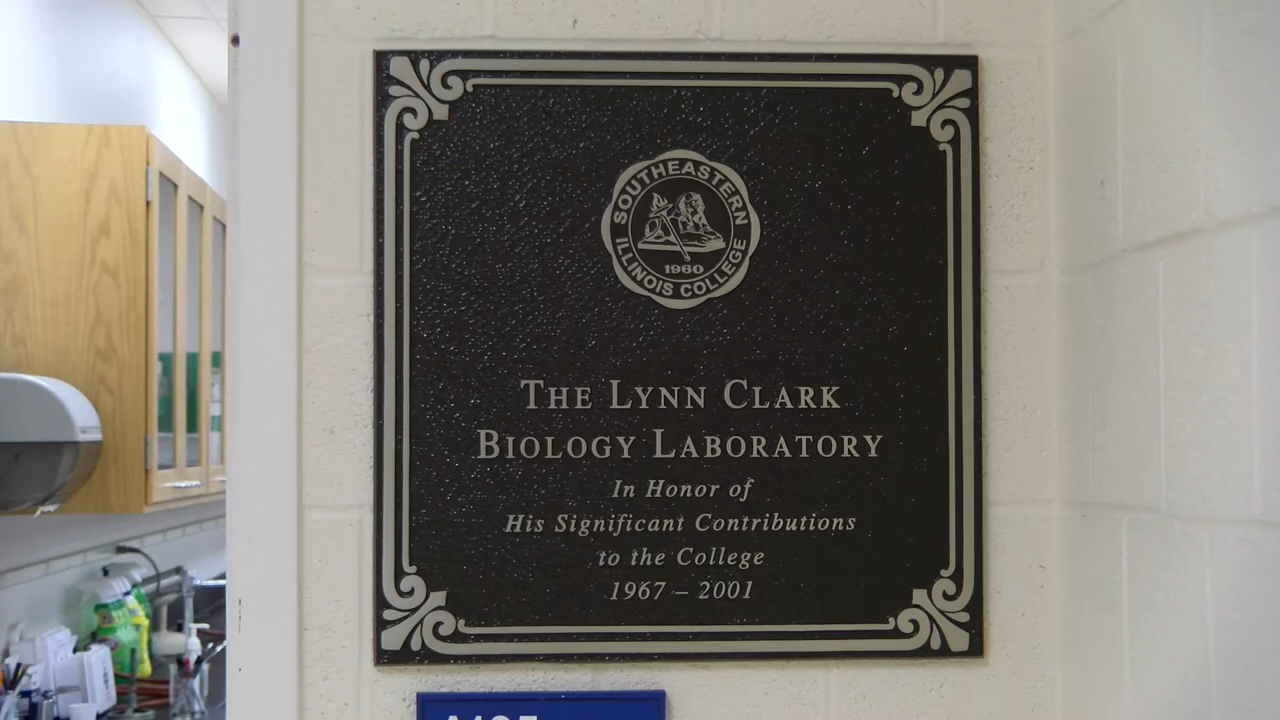 SOUTHEASTERN
ILLINOIS COLLEGE
1960
THE LYNN CLARK
BIOLOGY LABORATORY
In Honor of
His Significant Contributions
to the College
1967 – 2001